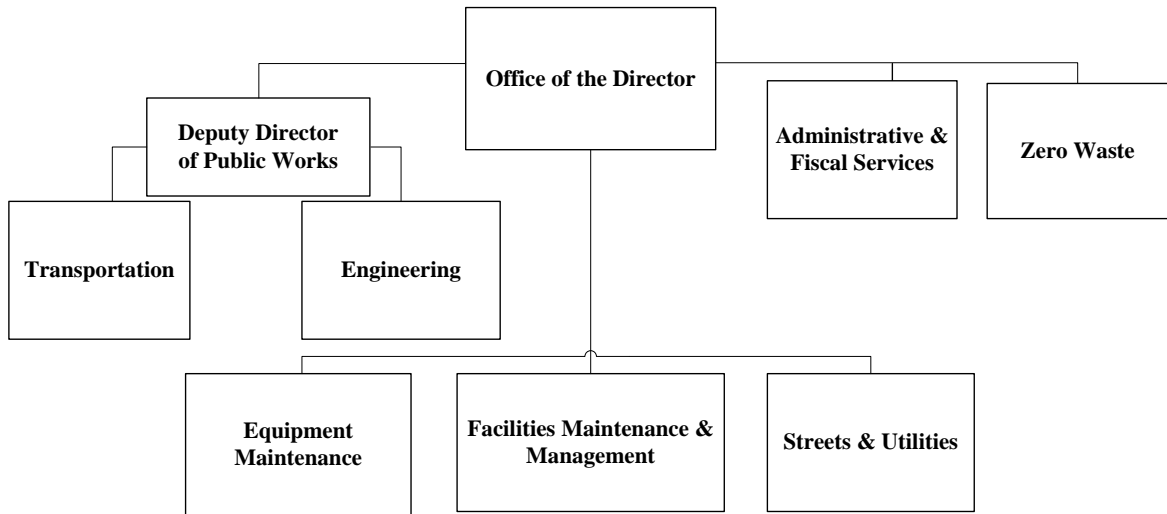 Office of the Director
Deputy Director
of Public Works
Administrative &
Fiscal Services
Zero Waste
Transportation
Engineering
Equipment
Maintenance
Facilities Maintenance &
Management
Streets & Utilities